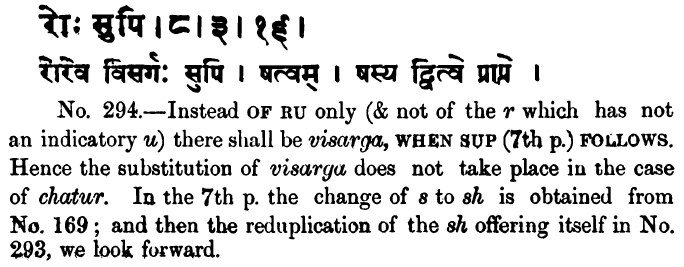 रोः सुपि । ८ । ३ । १६ ।
रोरेव विसर्गः सुपि । षत्वम् । षस्य द्वित्वे प्राप्ते ।
No. 294.—Instead OF RU only (& not of the r which has not
an indicatory u) there shall be visarga, WHEN SUP (7th p.) FOLLOWS.
Hence the substitution of visarga does not take place in the case
of chatur. In the 7th p. the change of s to sh is obtained from
No. 169; and then the reduplication of the sh offering itself in No.
293, we look forward.